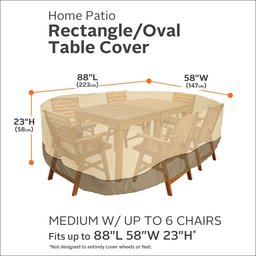 Home Patio
Rectangle/Oval
Table Cover
88"L
(223cm)
58"W
(147cm)
23"H
(58cm)
MEDIUM W/ UP TO 6 CHAIRS
Fits up to 88"L 58"W 23"H*
*Not designed to entirely cover wheels or feet.